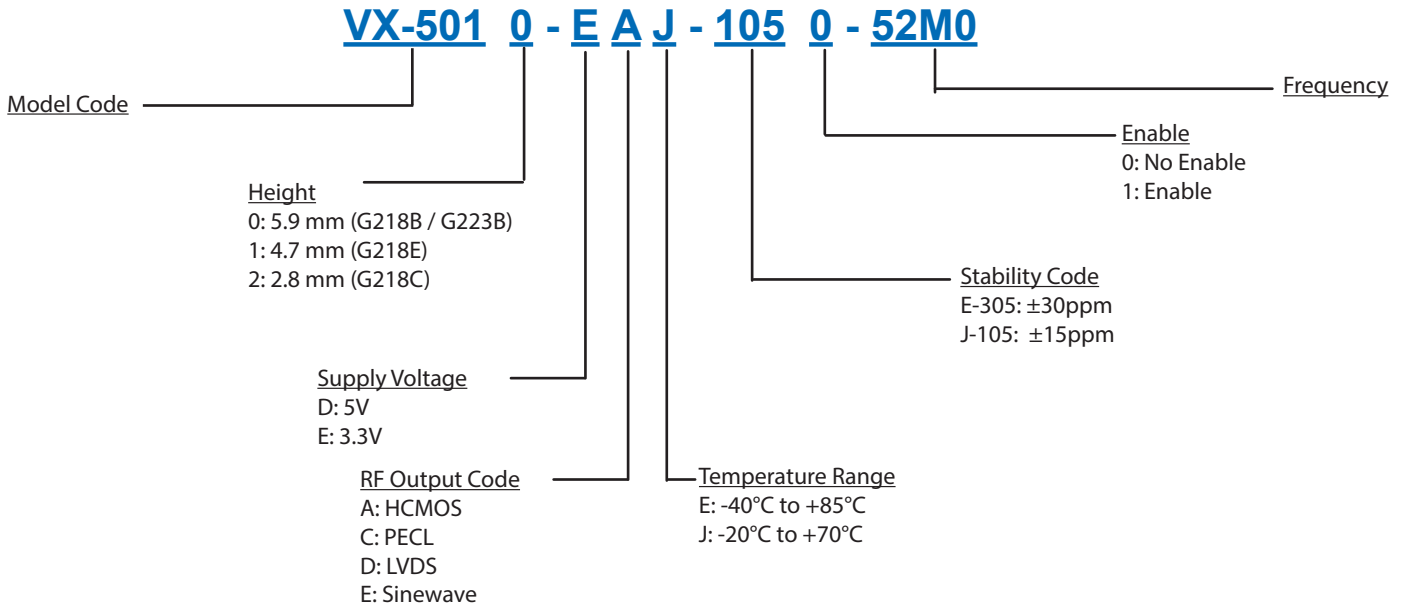 VX-501 0 - E A J - 105 0 - 52M0
Model Code
Frequency
Enable
0: No Enable
1: Enable
Height
0: 5.9 mm (G218B / G223B)
1: 4.7 mm (G218E)
2: 2.8 mm (G218C)
Stability Code
E-305: ±30ppm
J-105: ±15ppm
Supply Voltage
D: 5V
E: 3.3V
RF Output Code
A: HCMOS
C: PECL
D: LVDS
E: Sinewave
Temperature Range
E: -40°C to +85°C
J: -20°C to +70°C